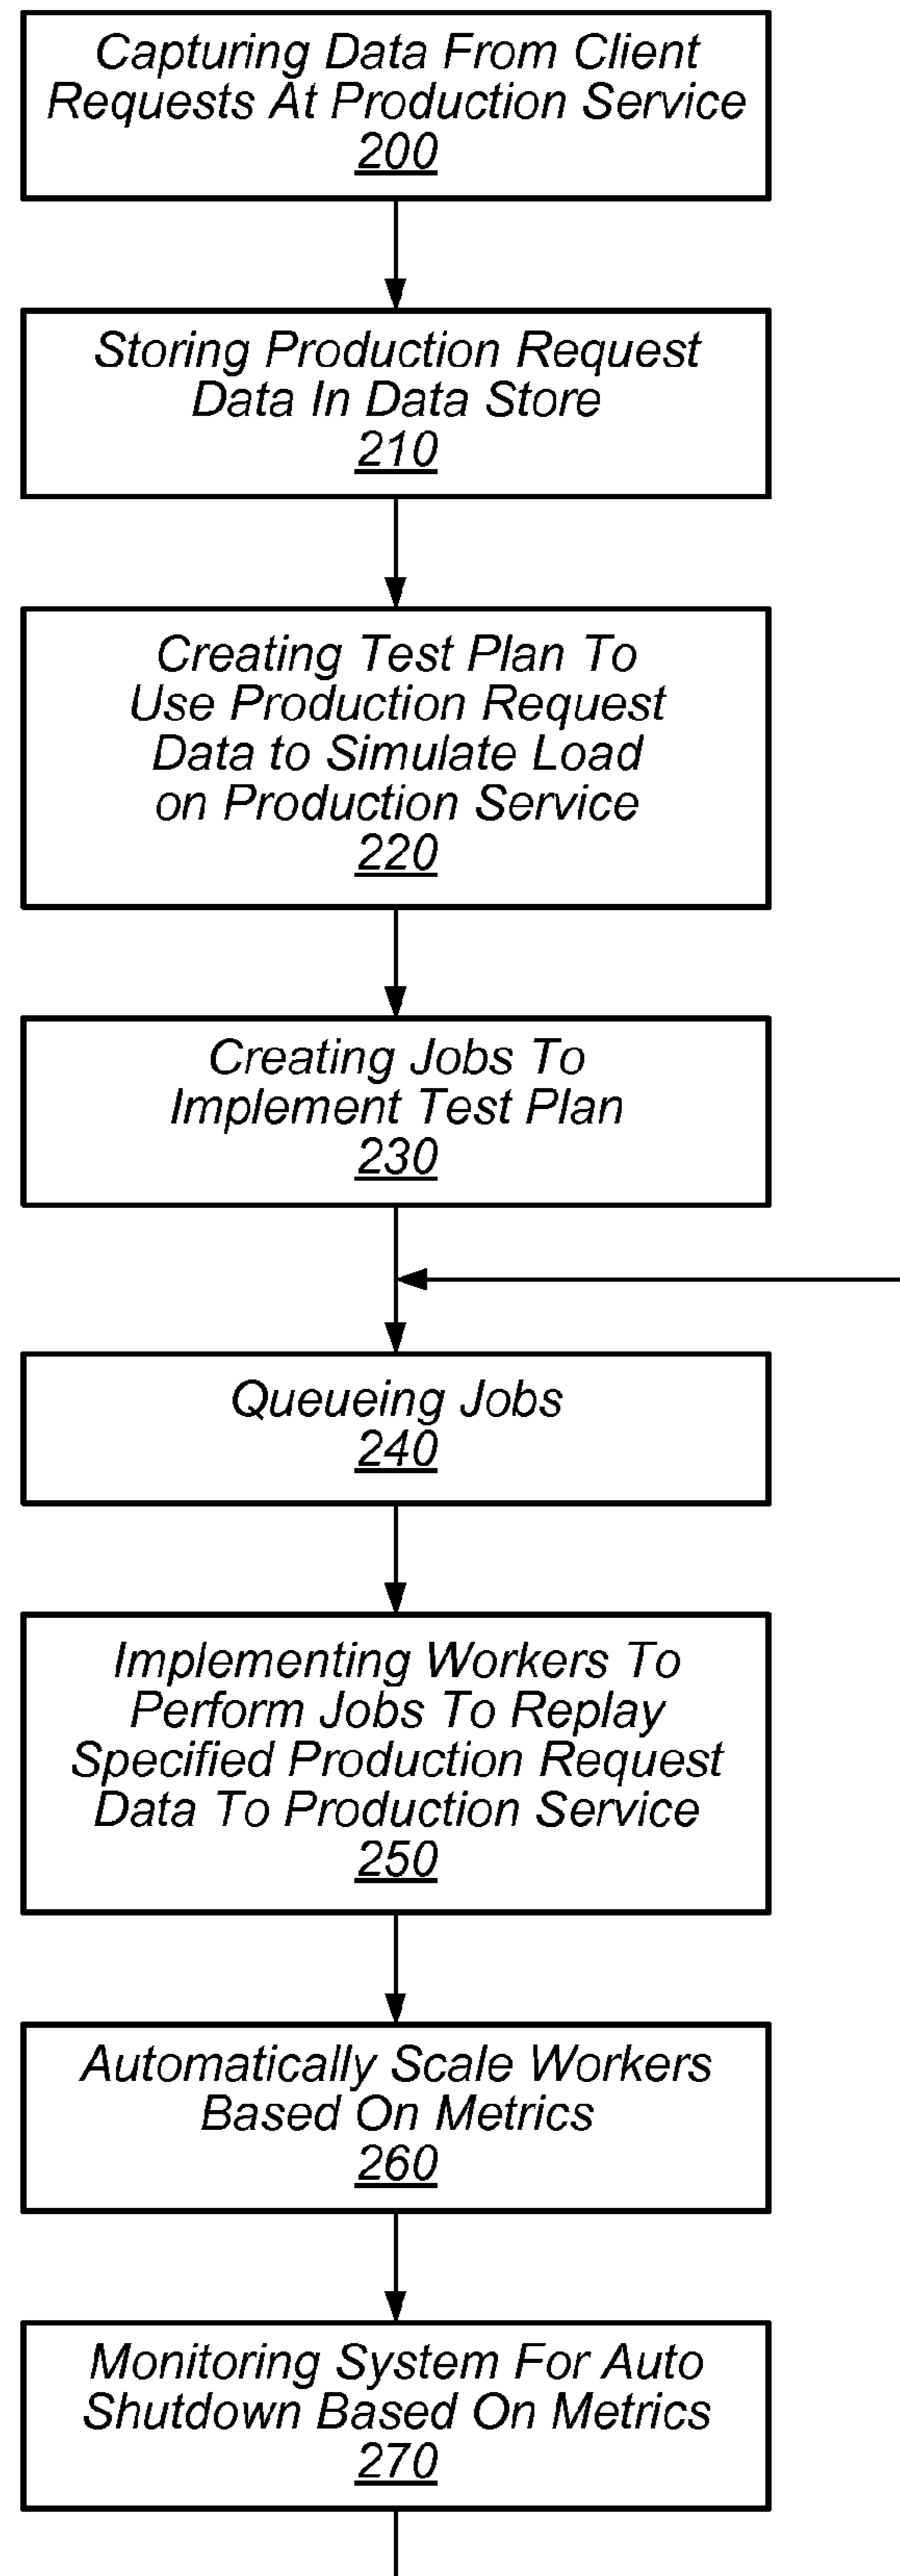 Capturing Data From Client
Requests At Production Service
200
Storing Production Request
Data In Data Store
210
Creating Test Plan To
Use Production Request
Data to Simulate Load
on Production Service
220
Creating Jobs To
Implement Test Plan
230
Queueing Jobs
240
Implementing Workers To
Perform Jobs To Replay
Specified Production Request
Data To Production Service
250
Automatically Scale Workers
Based On Metrics
260
Monitoring System For Auto
Shutdown Based On Metrics
270